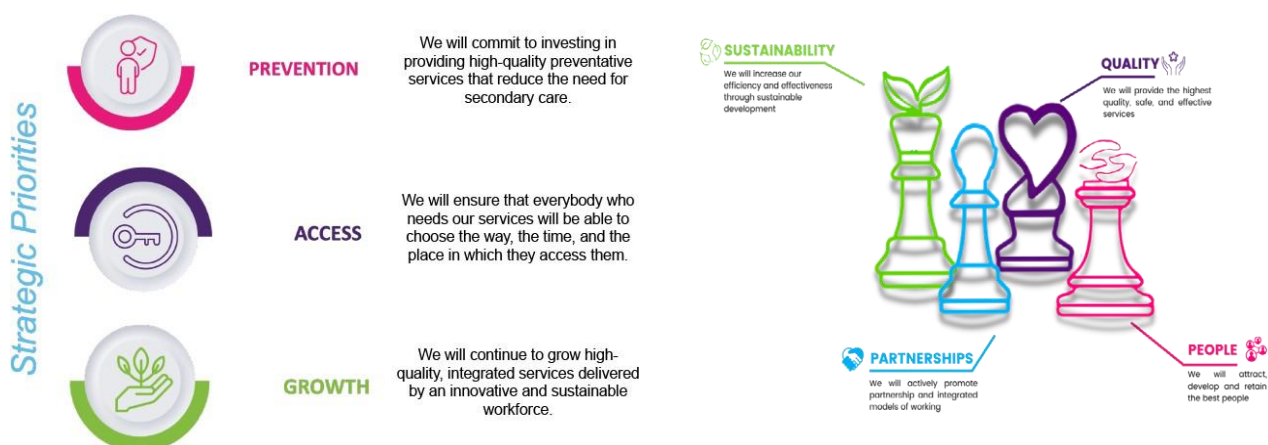 Strategic Priorities
PREVENTION
We will commit to investing in
providing high-quality preventative
services that reduce the need for
secondary care.
ACCESS
We will ensure that everybody who
needs our services will be able to
choose the way, the time, and the
place in which they access them.
GROWTH
We will continue to grow high-
quality, integrated services delivered
by an innovative and sustainable
workforce.
SUSTAINABILITY
We will increase our
efficiency and effectiveness
through sustainable
development
QUALITY
We will provide the highest
quality, safe, and effective
services
PARTNERSHIPS
We will actively promote
partnership and integrated
models of working
PEOPLE
We will attract,
develop and retain
the best people